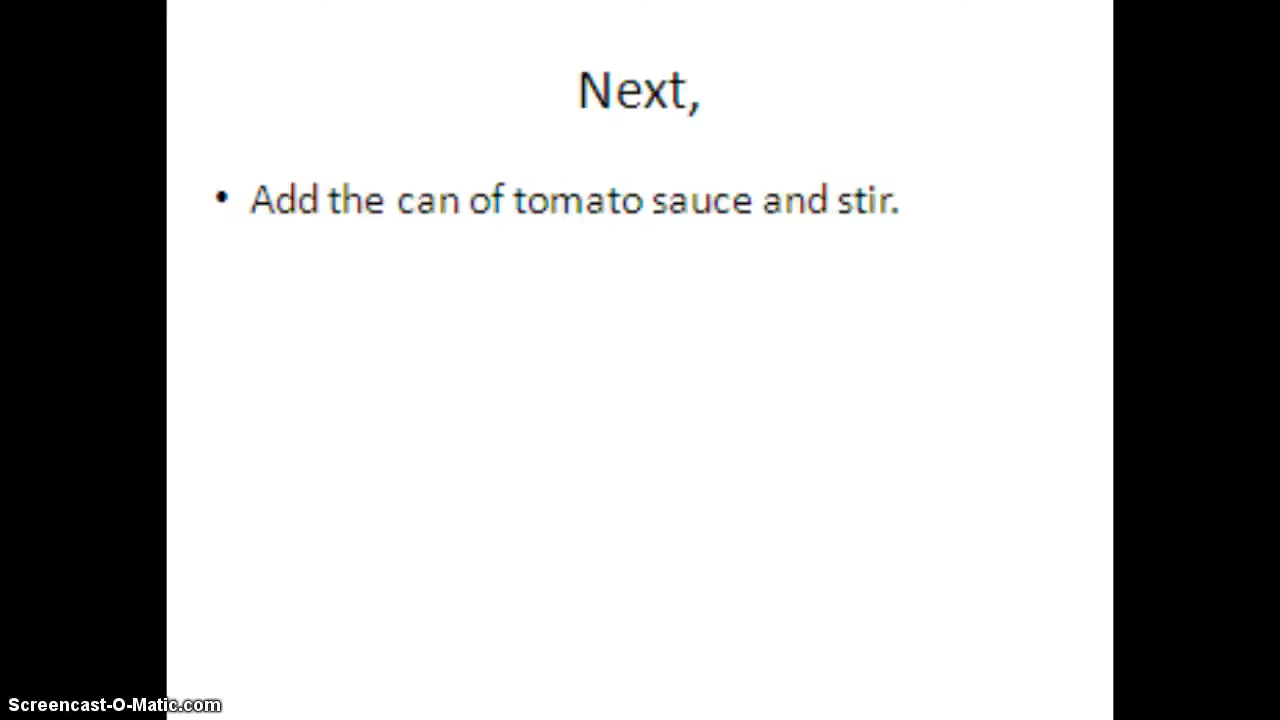 Next,
• Add the can of tomato sauce and stir.
Screencast-O-Matic.com